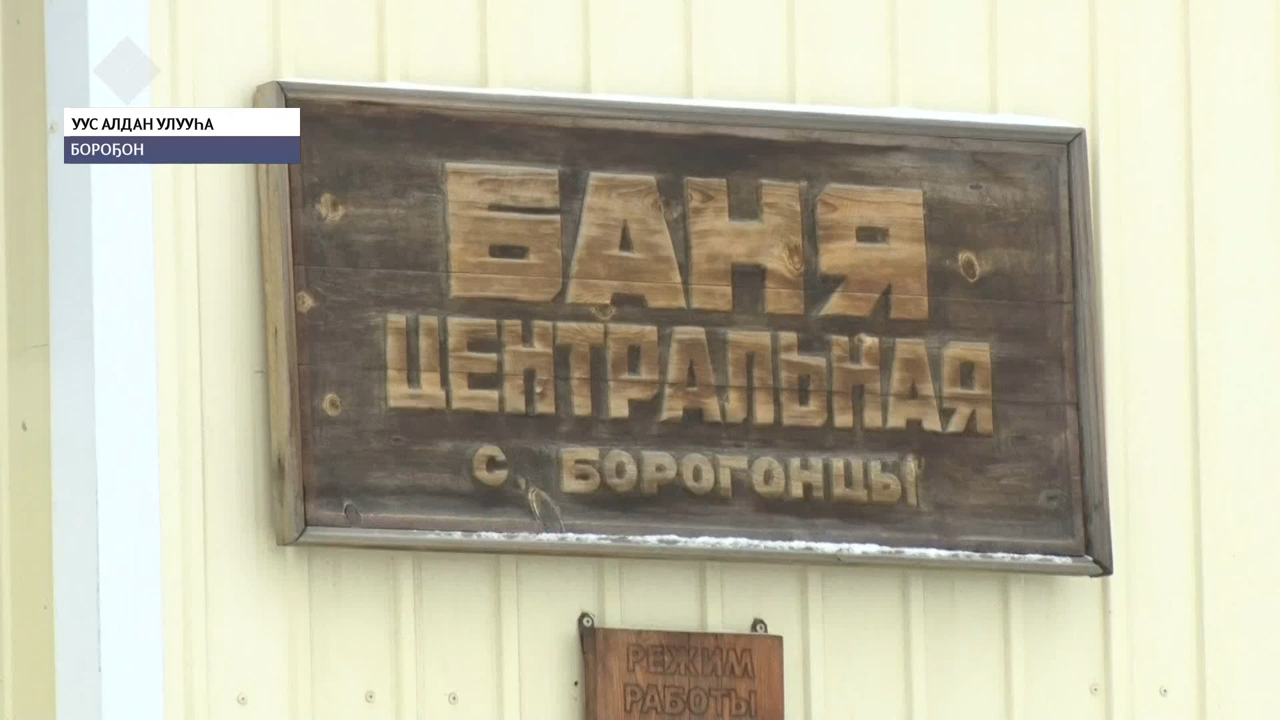 УУС АЛДАН УЛУУҺА
БОРОҔОН
БАНЯ
ЦЕНТРАЛЬНАЯ
С. БОРОГОНЦЫ
РЕЖИМ
РАБОТЫ